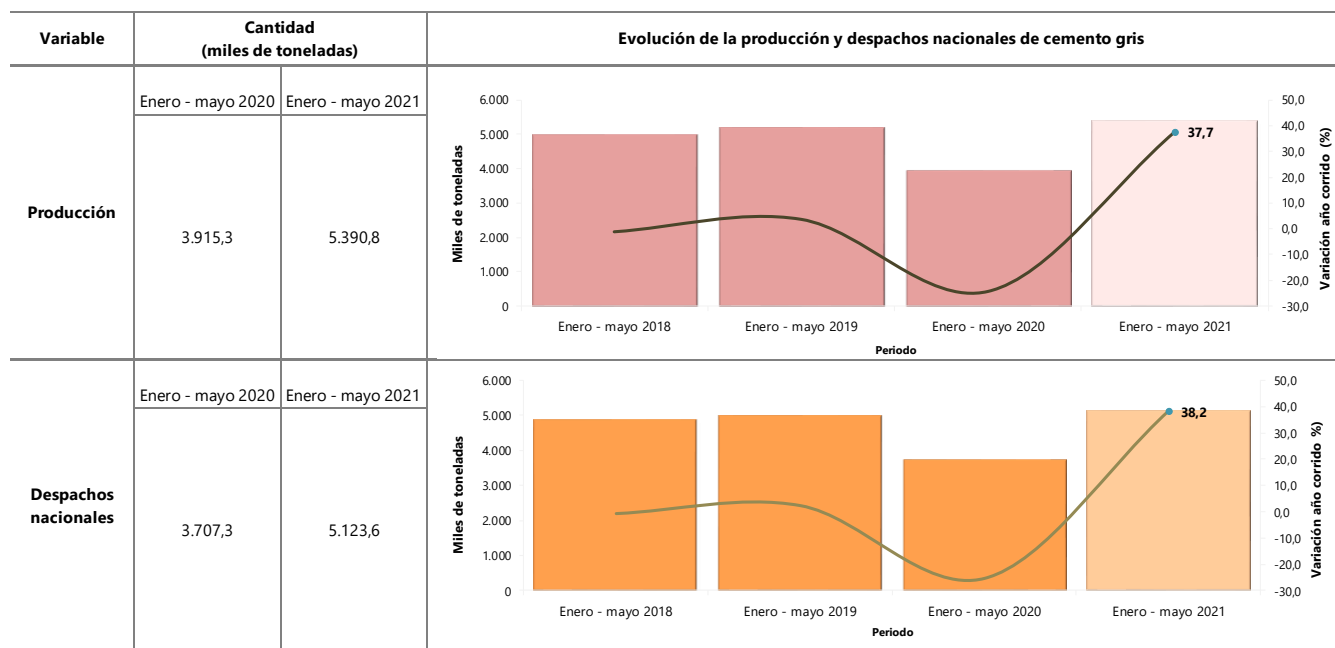 Variable
Cantidad
(miles de toneladas)
Evolución de la producción y despachos nacionales de cemento gris
Producción
Enero - mayo 2020
Enero - mayo 2021
3.915,3
5.390,8
Miles de toneladas
6.000
5.000
4.000
3.000
2.000
1.000
0
37,7
50,0
40,0
30,0
20,0
10,0
0,0
-10,0
-20,0
-30,0
Variación año corrido (%)
Enero - mayo 2018
Enero - mayo 2019
Enero - mayo 2020
Enero - mayo 2021
Periodo
Despachos
nacionales
Enero - mayo 2020
Enero - mayo 2021
3.707,3
5.123,6
Miles de toneladas
6.000
5.000
4.000
3.000
2.000
1.000
0
38,2
50,0
40,0
30,0
20,0
10,0
0,0
-10,0
-20,0
-30,0
Variación año corrido %)
Enero - mayo 2018
Enero - mayo 2019
Enero - mayo 2020
Enero - mayo 2021
Periodo